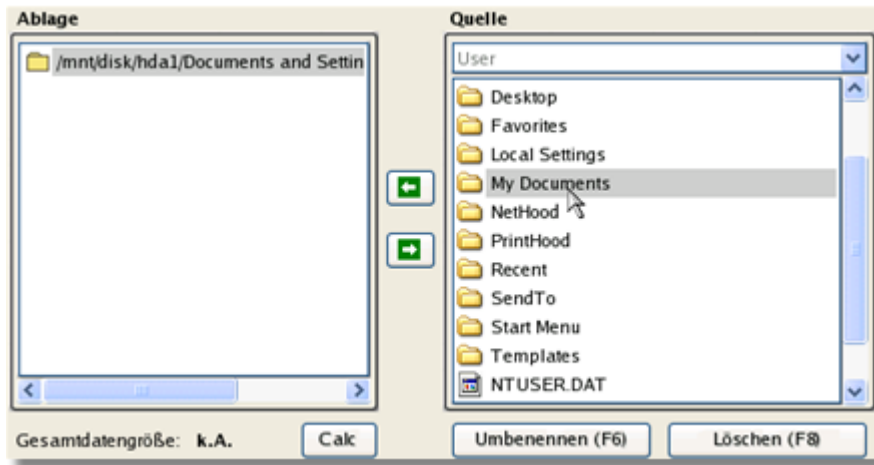 Ablage
/mnt/disk/hda1/Documents and Settin
Gesamtdatengröße: k.A.
Calc
Quelle
User
Desktop
Favorites
Local Settings
My Documents
NetHood
PrintHood
Recent
SendTo
Start Menu
Templates
NTUSER.DAT
Umbenennen (F6)
Löschen (F8)